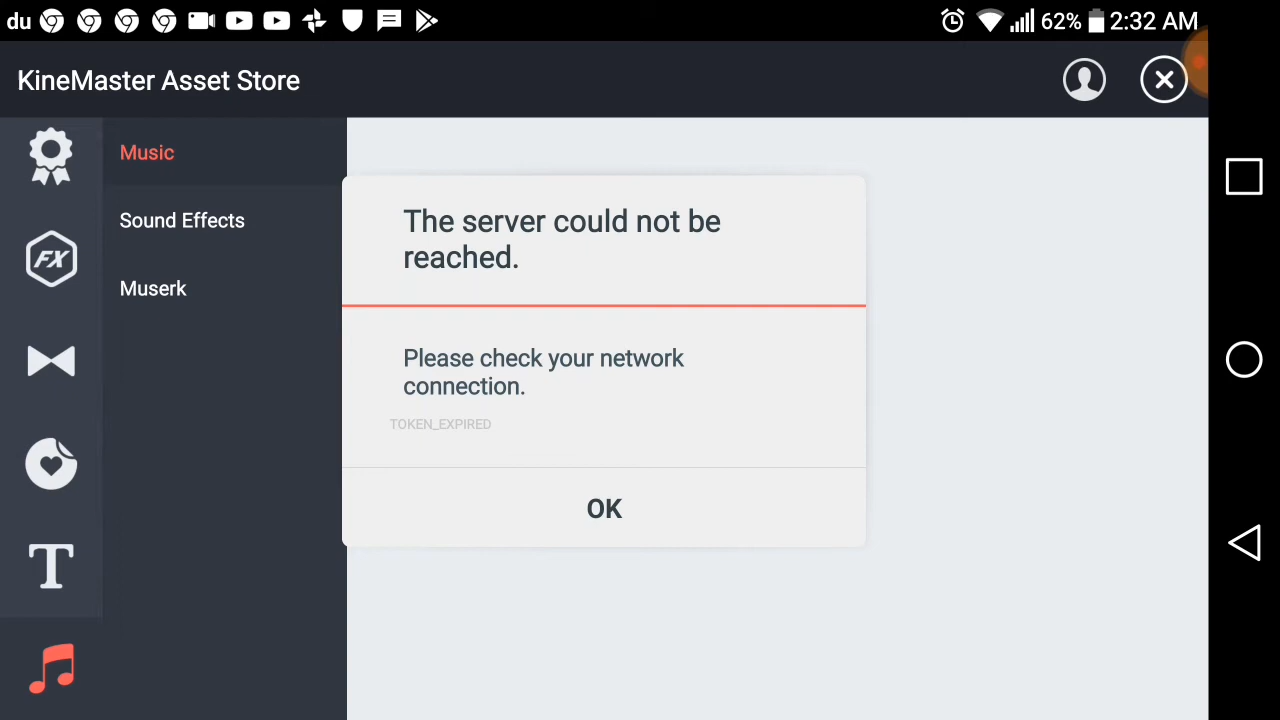 du 62% 2:32 AM
KineMaster Asset Store
Music
Sound Effects
Muserk
FX
T
The server could not be
reached.
Please check your network
connection.
TOKEN_EXPIRED
OK